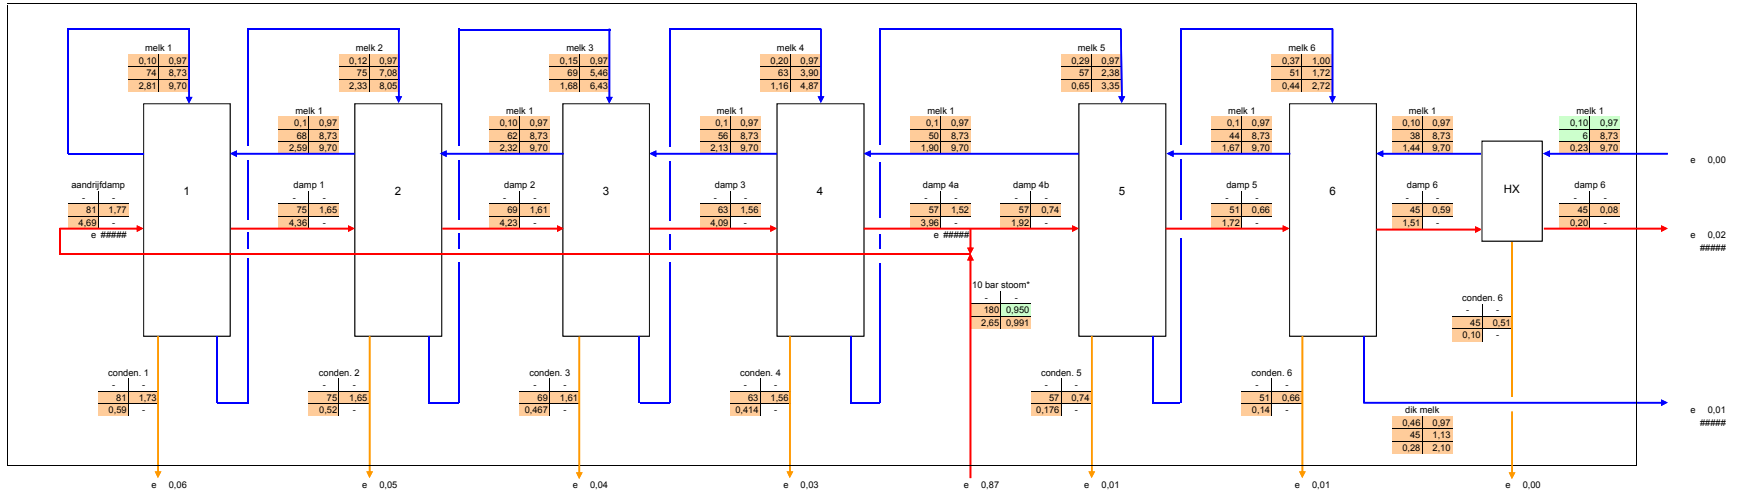 melk 1 melk 2 melk 3 melk 4 melk 5 melk 6
0,10 0,97 0,12 0,97 0,15 0,97 0,20 0,97 0,29 0,97 0,37 1,00
74 8,73 75 7,08 69 5,46 63 3,90 57 2,38 51 1,72
2,81 9,70 2,33 8,05 1,68 6,43 1,16 4,87 0,65 3,35 0,44 2,72
melk 1 melk 1 melk 1 melk 1 melk 1 melk 1 melk 1
0,1 0,97 0,10 0,97 0,1 0,97 0,1 0,97 0,1 0,97 0,10 0,97 0,10 0,97
68 8,73 62 8,73 56 8,73 50 8,73 44 8,73 38 8,73 6 8,73
2,59 9,70 2,32 9,70 2,13 9,70 1,90 9,70 1,67 9,70 1,44 9,70 0,23 9,70
e 0,00
1 2 3 4 5 6 HX
aandrijfdamp damp 1 damp 2 damp 3 damp 4a damp 4b damp 5 damp 6 damp 6
- - - - - - - - - - - - - - - - - -
81 1,77 75 1,65 69 1,61 63 1,56 57 1,52 57 0,74 51 0,66 45 0,59 45 0,08
4,69 - 4,36 - 4,23 - 4,09 - 3,96 - 1,92 - 1,72 - 1,51 - 0,20 -
e ##### e ##### e 0,02
#####
10 bar stoom*
- -
180 0,950
2,65 0,991
conden. 6
- -
45 0,51
0,10 -
conden. 1 conden. 2 conden. 3 conden. 4 conden. 5 conden. 6
- - - - - - - - - - - -
81 1,73 75 1,65 69 1,61 63 1,56 57 0,74 51 0,66
0,59 - 0,52 - 0,467 - 0,414 - 0,176 - 0,14 -
e 0,01
#####
dik melk
0,46 0,97
45 1,13
0,28 2,10
e 0,06 e 0,05 e 0,04 e 0,03 e 0,87 e 0,01 e 0,01 e 0,00